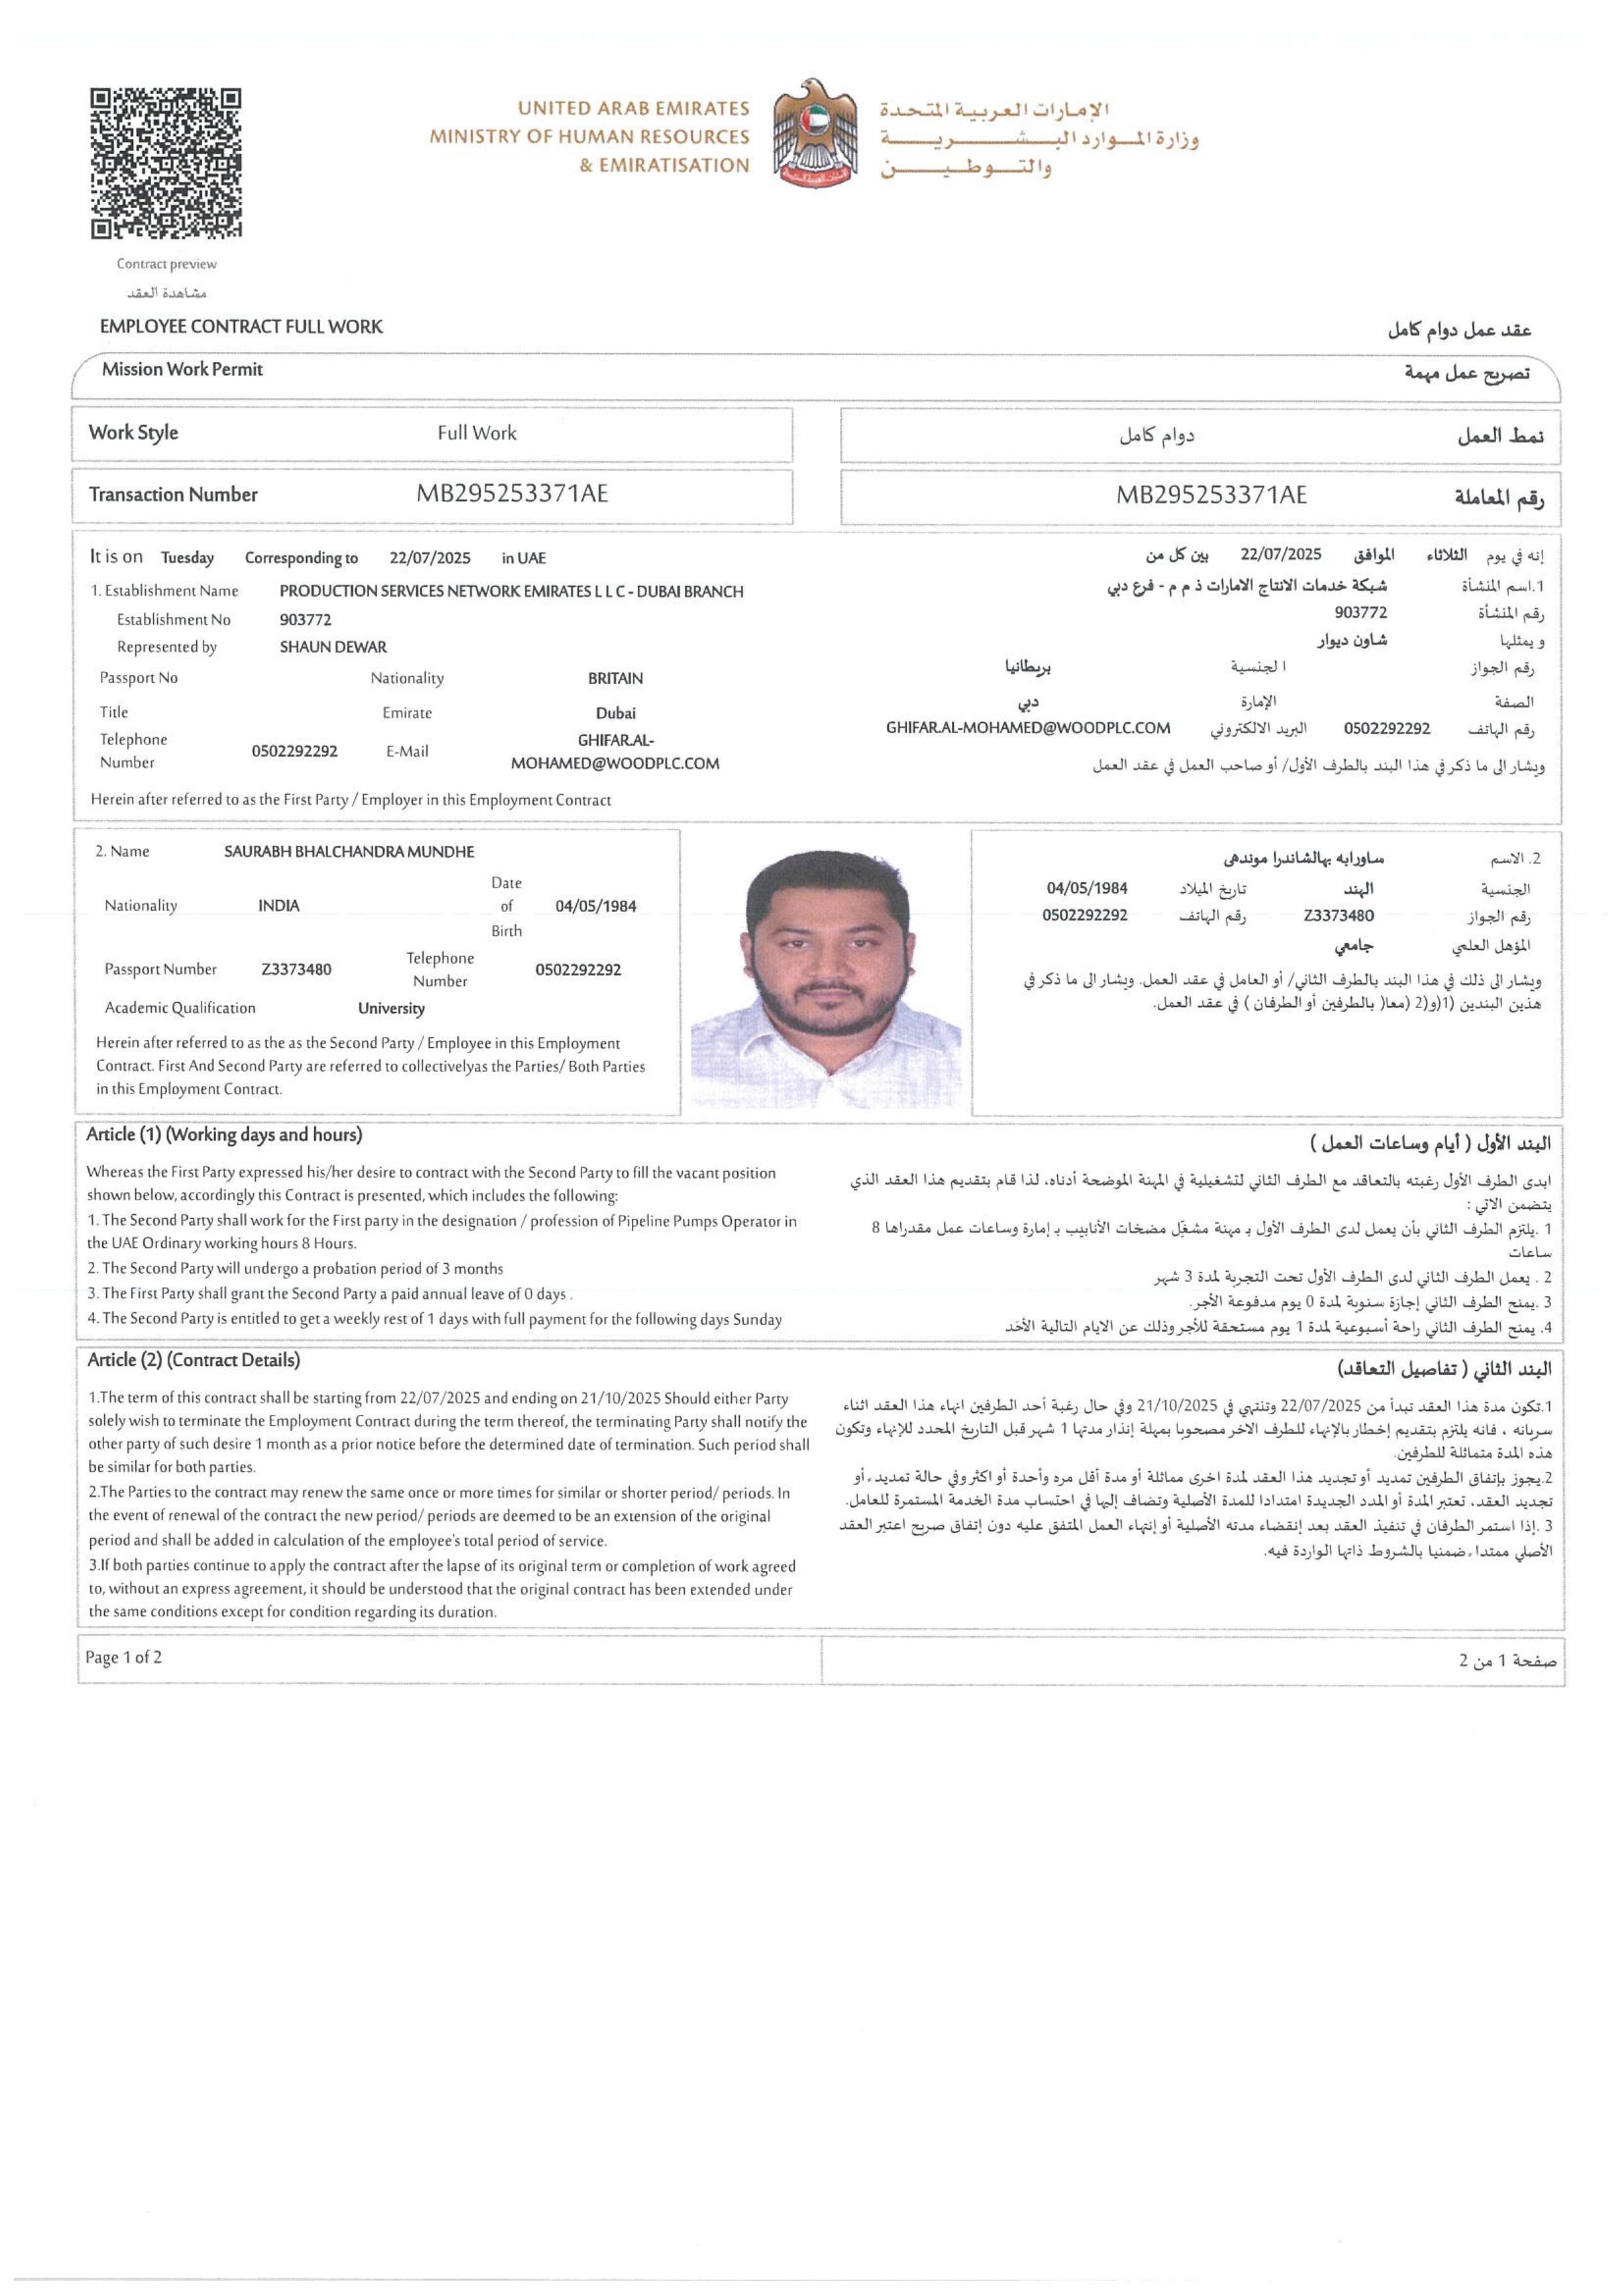 UNITED ARAB EMIRATES
MINISTRY OF HUMAN RESOURCES
& EMIRATISATION
الإمارات العربية المتحدة
وزارة الموارد البشرية
والتوطين
Contract preview
مشاهدة العقد
EMPLOYEE CONTRACT FULL WORK
عقد عمل دوام كامل
Mission Work Permit
تصريح عمل مهمة
Work Style Full Work
نمط العمل دوام كامل
Transaction Number MB295253371AE
رقم المعاملة MB295253371AE
It is on Tuesday Corresponding to 22/07/2025 in UAE
1. Establishment Name PRODUCTION SERVICES NETWORK EMIRATES L L C - DUBAI BRANCH
Establishment No 903772
Represented by SHAUN DEWAR
Passport No Nationality BRITAIN
Title Emirate Dubai
Telephone Number 0502292292 E-Mail GHIFAR.AL-MOHAMED@WOODPLC.COM
Herein after referred to as the First Party / Employer in this Employment Contract
إنه في يوم الثلاثاء الموافق 22/07/2025 بين كل من
1.اسم المنشأة شبكة خدمات الانتاج الامارات ذ م م - فرع دبي
رقم المنشأة 903772
و يمثلها شاون ديوار
رقم الجواز الجنسية بريطانيا
الصفة الإمارة دبي
رقم الهاتف 0502292292 البريد الالكتروني GHIFAR.AL-MOHAMED@WOODPLC.COM
ويشار الى ما ذكر في هذا البند بالطرف الأول/ أو صاحب العمل في عقد العمل
2. Name SAURABH BHALCHANDRA MUNDHE
Nationality INDIA Date of Birth 04/05/1984
Passport Number Z3373480 Telephone Number 0502292292
Academic Qualification University
Herein after referred to as the as the Second Party / Employee in this Employment
Contract. First And Second Party are referred to collectivelyas the Parties/ Both Parties
in this Employment Contract.
2. الاسم ساورابه بهالشاندرا موندهى
الجنسية الهند تاريخ الميلاد 04/05/1984
رقم الجواز Z3373480 رقم الهاتف 0502292292
المؤهل العلمي جامعي
ويشار الى ذلك في هذا البند بالطرف الثاني/ أو العامل في عقد العمل. ويشار الى ما ذكر في
هذين البندين (1(و(2 (معا( بالطرفين أو الطرفان ) في عقد العمل.
Article (1) (Working days and hours)
Whereas the First Party expressed his/her desire to contract with the Second Party to fill the vacant position
shown below, accordingly this Contract is presented, which includes the following:
1. The Second Party shall work for the First party in the designation / profession of Pipeline Pumps Operator in
the UAE Ordinary working hours 8 Hours.
2. The Second Party will undergo a probation period of 3 months
3. The First Party shall grant the Second Party a paid annual leave of 0 days .
4. The Second Party is entitled to get a weekly rest of 1 days with full payment for the following days Sunday
البند الأول ( أيام وساعات العمل )
ابدى الطرف الأول رغبته بالتعاقد مع الطرف الثاني لتشغيلية في المهنة الموضحة أدناه، لذا قام بتقديم هذا العقد الذي
يتضمن الاتي :
1 .يلتزم الطرف الثاني بأن يعمل لدى الطرف الأول بـ مهنة مشغّل مضخات الأنابيب بـ إمارة وساعات عمل مقدراها 8
ساعات
2 . يعمل الطرف الثاني لدى الطرف الأول تحت التجربة لمدة 3 شهر
3 .يمنح الطرف الثاني إجازة سنوية لمدة 0 يوم مدفوعة الأجر.
4. يمنح الطرف الثاني راحة أسبوعية لمدة 1 يوم مستحقة للأجر وذلك عن الايام التالية الأحد
Article (2) (Contract Details)
1.The term of this contract shall be starting from 22/07/2025 and ending on 21/10/2025 Should either Party
solely wish to terminate the Employment Contract during the term thereof, the terminating Party shall notify the
other party of such desire 1 month as a prior notice before the determined date of termination. Such period shall
be similar for both parties.
2.The Parties to the contract may renew the same once or more times for similar or shorter period/ periods. In
the event of renewal of the contract the new period/ periods are deemed to be an extension of the original
period and shall be added in calculation of the employee's total period of service.
3.If both parties continue to apply the contract after the lapse of its original term or completion of work agreed
to, without an express agreement, it should be understood that the original contract has been extended under
the same conditions except for condition regarding its duration.
البند الثاني ( تفاصيل التعاقد)
1.تكون مدة هذا العقد تبدأ من 22/07/2025 وتنتهي في 21/10/2025 وفي حال رغبة أحد الطرفين انهاء هذا العقد اثناء
سريانه ، فانه يلتزم بتقديم إخطار بالإنهاء للطرف الاخر مصحوبا بمهلة إنذار مدتها 1 شهر قبل التاريخ المحدد للإنهاء وتكون
هذه المدة متماثلة للطرفين.
2.يجوز بإتفاق الطرفين تمديد أو تجديد هذا العقد لمدة اخرى مماثلة أو مدة أقل مره وأحدة أو اكثر وفي حالة تمديد ، أو
تجديد العقد، تعتبر المدة أو المدد الجديدة امتدادا للمدة الأصلية وتضاف إليها في احتساب مدة الخدمة المستمرة للعامل.
3 .إذا استمر الطرفان في تنفيذ العقد بعد إنقضاء مدته الأصلية أو إنتهاء العمل المتفق عليه دون إتفاق صريح اعتبر العقد
الأصلي ممتدا ، ضمنيا بالشروط ذاتها الواردة فيه.
Page 1 of 2
صفحة 1 من 2